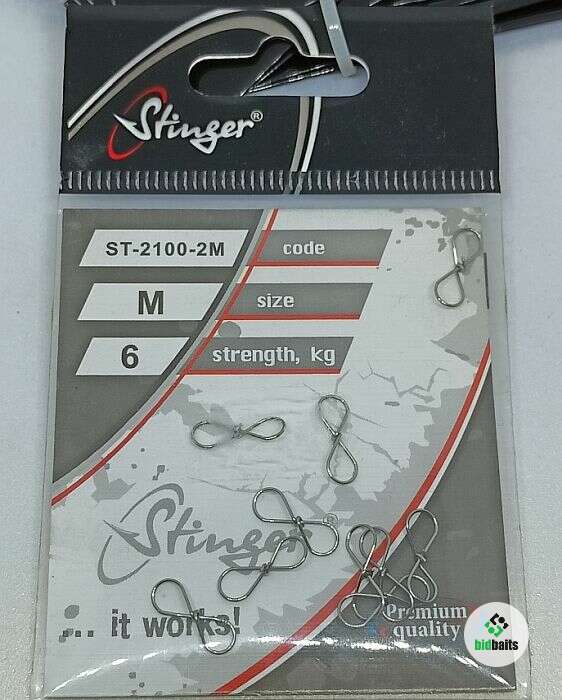 Stinger®
ST-2100-2M code
M size
6 strength, kg
Stinger®
... it works!
Premium
quality
bidbaits